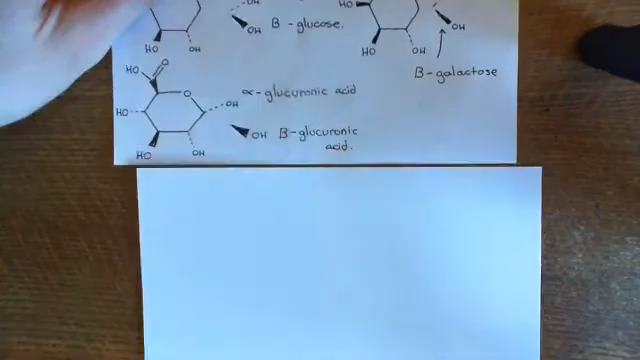 OH
HO
OH
OH
β-glucose.
HO
HO
OH
OH
β-galactose
HO
O
O
HO
OH
α-glucuronic acid
OH β-glucuronic
acid.
HO
OH